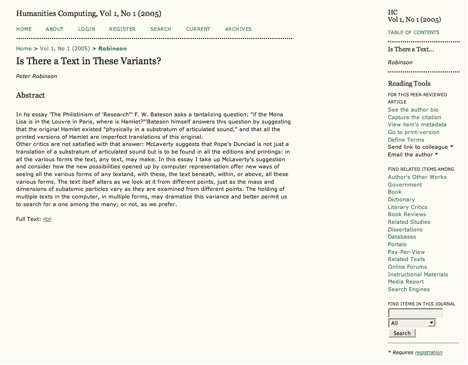 Humanities Computing, Vol 1, No 1 (2005)
HOME ABOUT LOGIN REGISTER SEARCH CURRENT ARCHIVES
Home > Vol 1, No 1 (2005) > Robinson
Is There a Text in These Variants?
Peter Robinson
Abstract
In hs essay 'The Philistinism of 'Research'" F. W. Bateson asks a tantalizing question: "if the Mona
Lisa is in the Louvre in Paris, where is Hamlet?"Bateson himself answers this question by suggesting
that the original Hamlet existed "physically in a substratum of articulated sound," and that all the
printed versions of Hamlet are imperfect translations of this original.
Other critics are not satisfied with that answer: McLaverty suggests that Pope's Dunciad is not just a
translation of a substratum of articulated sound but is to be found in all the editions and printings: in
all the various forms the text, any text, may make. In this essay I take up McLaverty's suggestion
and consider how the new possibilities opened up by computer representation offer new ways of
seeing all the various forms of any textand, with these, the text beneath, within, or above, all these
various forms. The text itself alters as we look at it from different points, just as the mass and
dimensions of subatomic particles vary as they are examined from different points. The holding of
multiple texts in the computer, in multiple forms, may dramatize this variance and better permit us
to search for a one among the many; or not, as we prefer.
Full Text: PDF
HC
Vol 1, No 1 (2005)
TABLE OF CONTENTS
Is There a Text...
Robinson
Reading Tools
FOR THIS PEER-REVIEWED
ARTICLE
See the author bio
Capture the citation
View item's metadata
Go to print-version
Define Terms
Send link to colleague *
Email the author *
FIND RELATED ITEMS AMONG
Author's Other Works
Government
Book
Dictionary
Literary Critics
Book Reviews
Related Studies
Dissertations
Databases
Portals
Pay-Per-View
Related Texts
Online Forums
Instructional Materials
Media Report
Search Engines
FIND ITEMS IN THIS JOURNAL
All
Search
* Requires registration